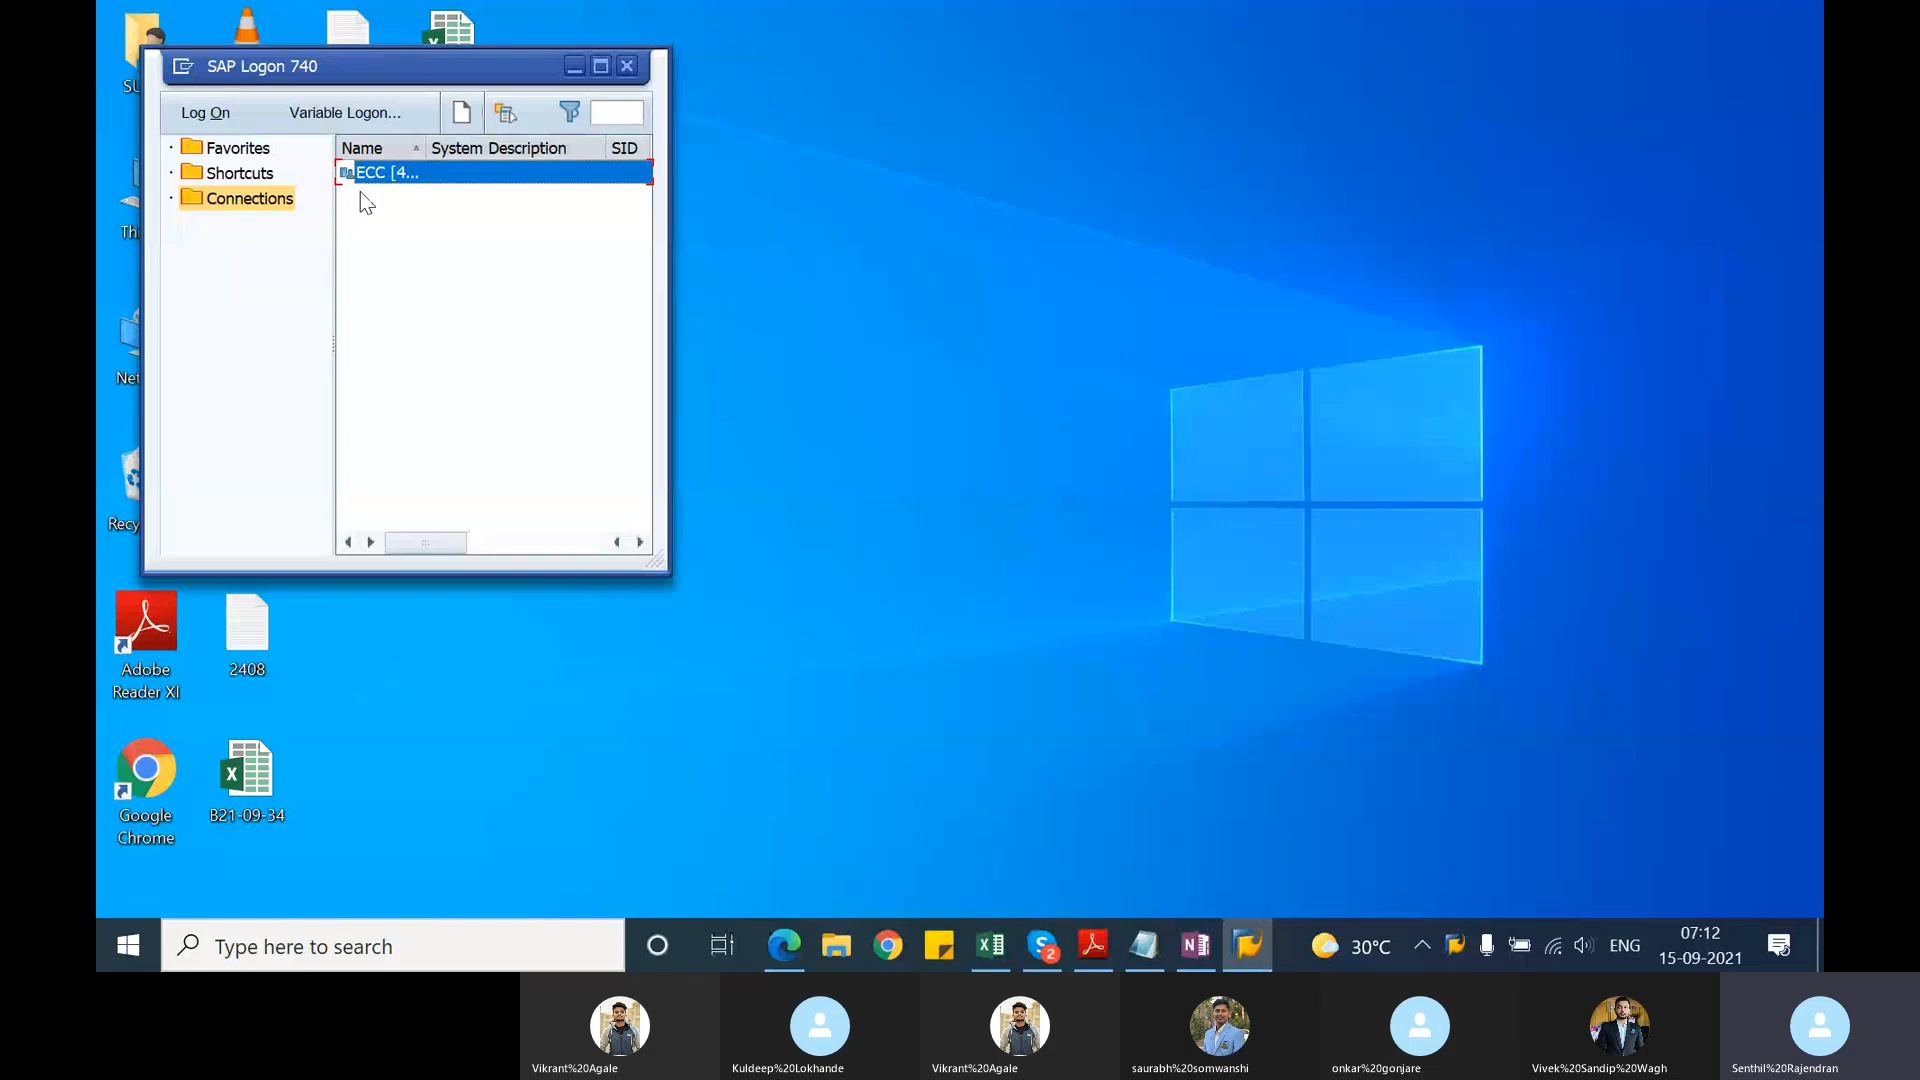 SAP Logon 740
Log On
Variable Logon...
Favorites
Shortcuts
Connections
Name
System Description
SID
ECC [4...
Adobe
Reader XI
2408
Google
Chrome
B21-09-34
Type here to search
2
30°C
ENG
07:12
15-09-2021
Vikrant%20Agale
Kuldeep%20Lokhande
Vikrant%20Agale
saurabh%20somwanshi
onkar%20gonjare
Vivek%20Sandip%20Wagh
Senthil%20Rajendran